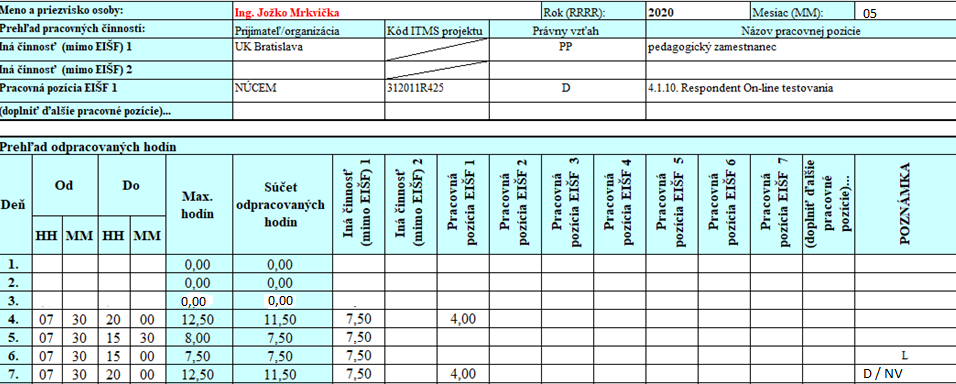 Meno a priezvisko osoby: Ing. Jožko Mrkvička Rok (RRRR): 2020 Mesiac (MM): 05
Prehľad pracovných činností: Prijímateľ/organizácia Kód ITMS projektu Právny vzťah Názov pracovnej pozície
Iná činnosť (mimo EIŠF) 1 UK Bratislava PP pedagogický zamestnanec
Iná činnosť (mimo EIŠF) 2
Pracovná pozícia EIŠF 1 NÚCEM 312011R425 D 4.1.10. Respondent On-line testovania
(doplniť ďalšie pracovné pozície)...
Prehľad odpracovaných hodín
Deň Od Do Max. hodín Súčet odpracovaných hodín Iná činnosť (mimo EIŠF) 1 Iná činnosť (mimo EIŠF) 2 Pracovná pozícia EIŠF 1 Pracovná pozícia EIŠF 2 Pracovná pozícia EIŠF 3 Pracovná pozícia EIŠF 4 Pracovná pozícia EIŠF 5 Pracovná pozícia EIŠF 6 Pracovná pozícia EIŠF 7 (doplniť ďalšie pracovné pozície)... POZNÁMKA
HH MM HH MM
1. 0,00 0,00
2. 0,00 0,00
3. 0,00 0,00
4. 07 30 20 00 12,50 11,50 7,50 4,00
5. 07 30 15 30 8,00 7,50 7,50
6. 07 30 15 00 7,50 7,50 7,50 L
7. 07 30 20 00 12,50 11,50 7,50 4,00 D / NV